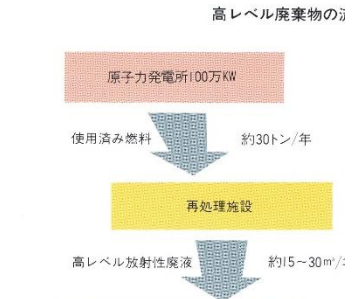 高レベル廃棄物の
原子力発電所100万KW
使用済み燃料 約30トン/年
再処理施設
高レベル放射性廃液 約15~30m³/